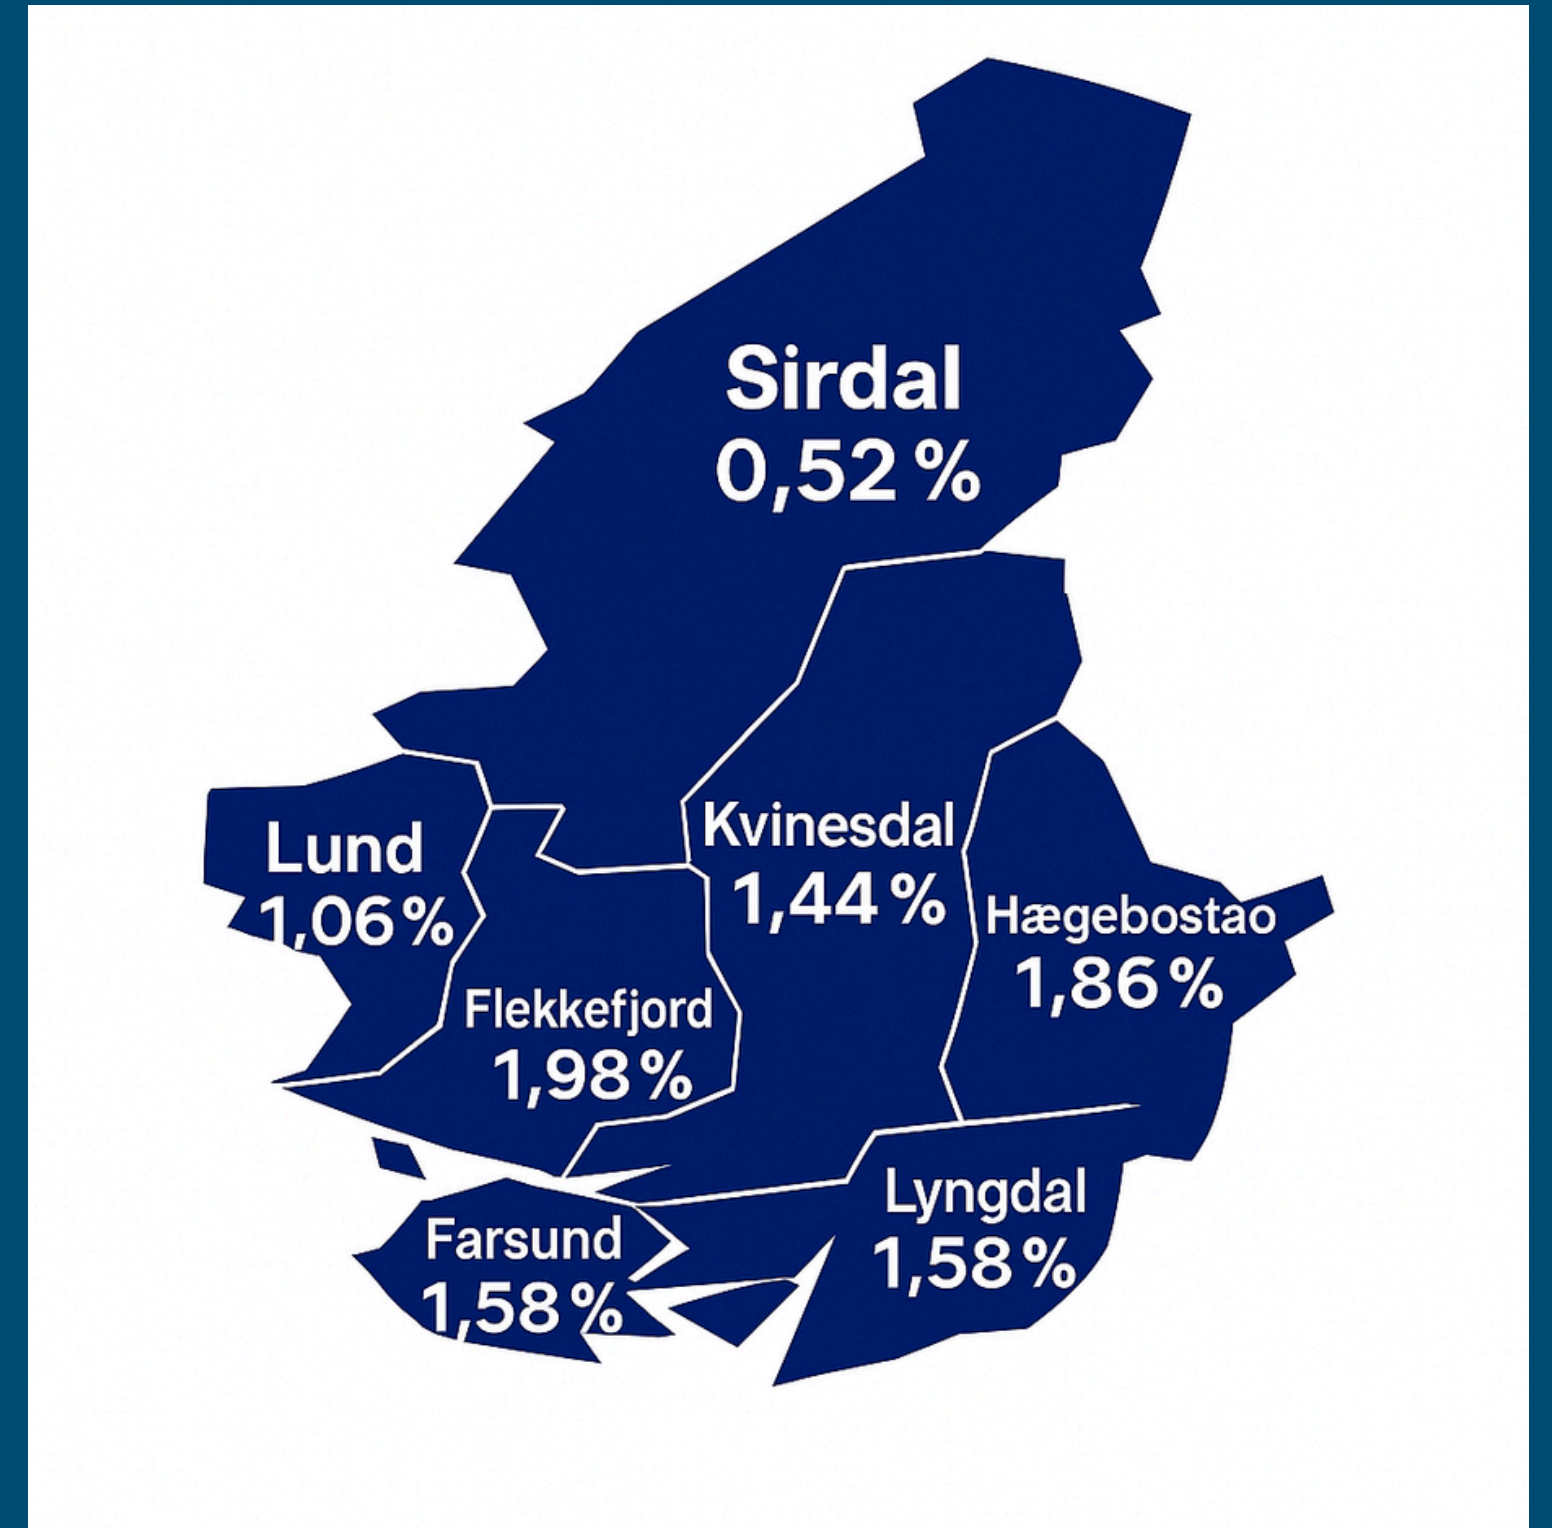 Sirdal
0,52 %
Lund
1,06 %
Kvinesdal
1,44 %
Hægebostao
1,86 %
Flekkefjord
1,98 %
Lyngdal
1,58 %
Farsund
1,58 %